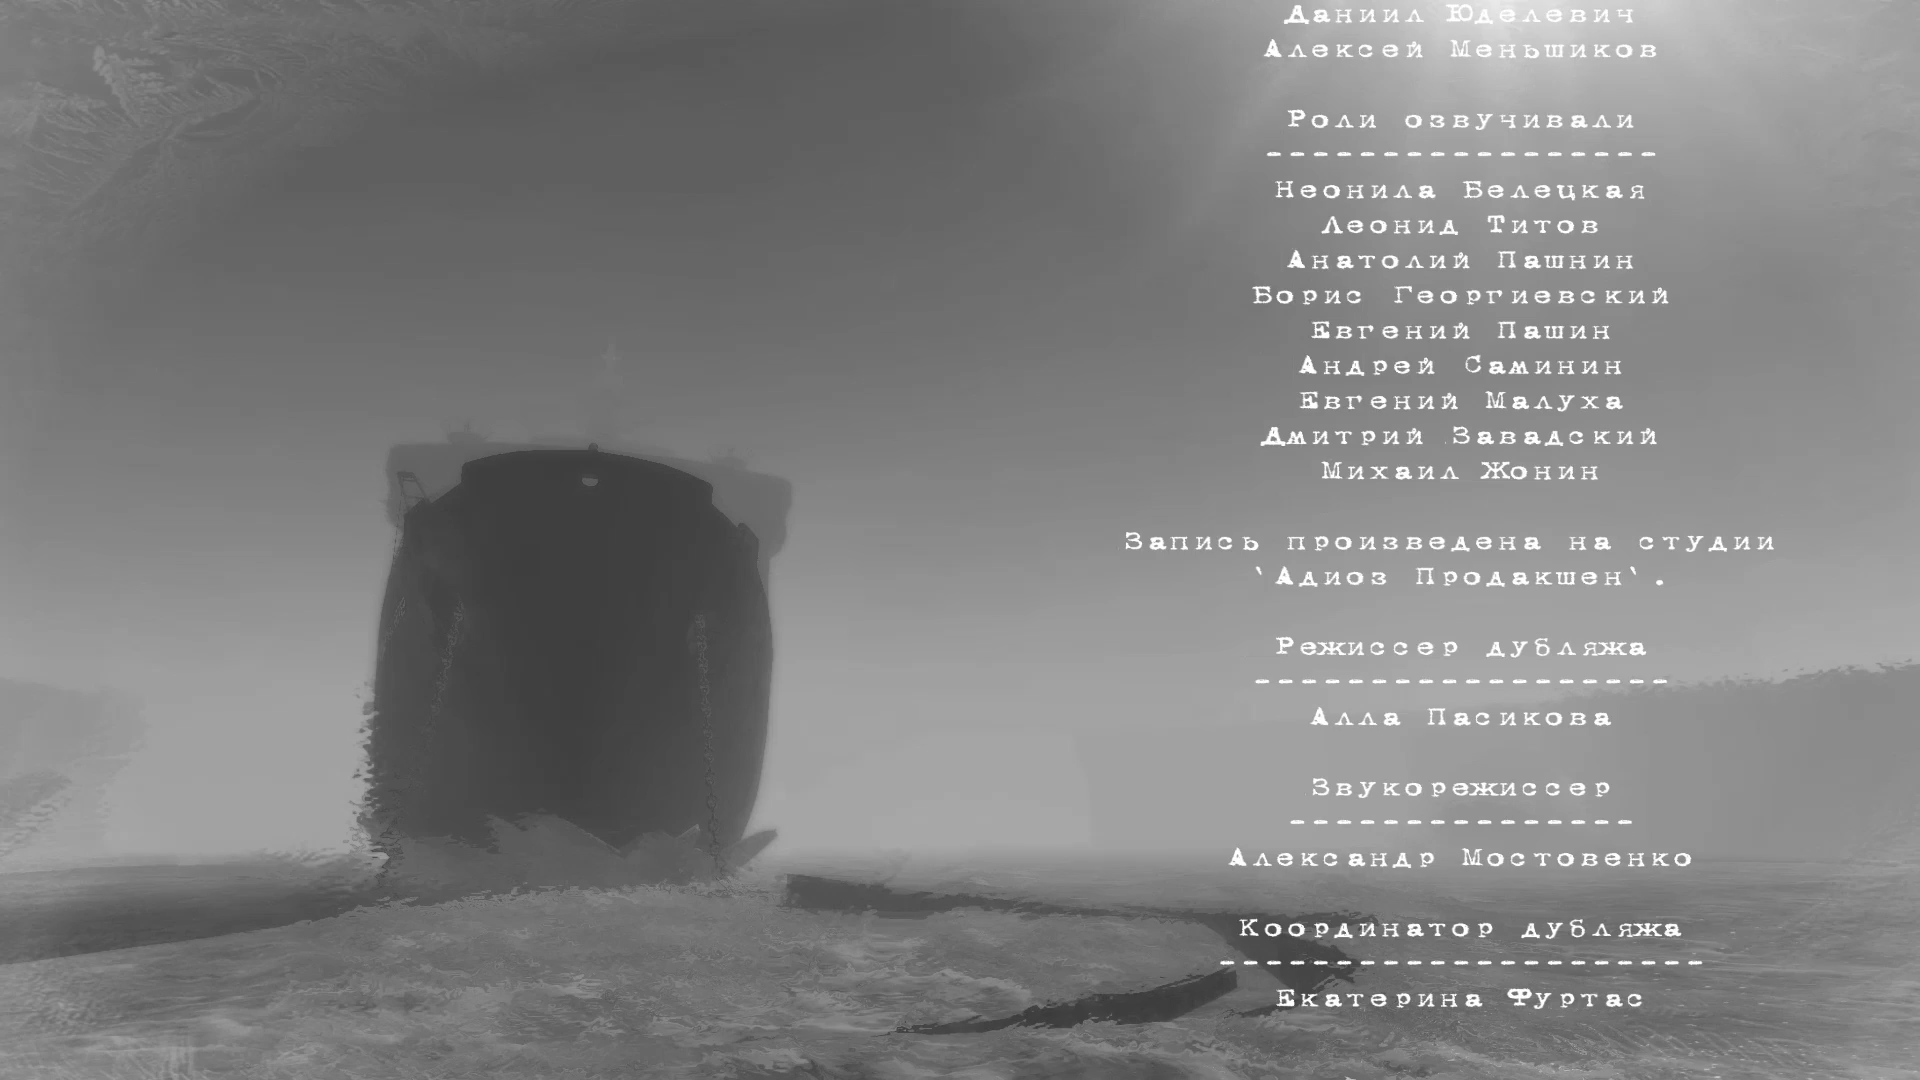 Даниил Юделевич
Алексей Меньшиков
Роли озвучивали
-----------------
Неонила Белецкая
Леонид Титов
Анатолий Пашнин
Борис Георгиевский
Евгений Пашин
Андрей Саминин
Евгений Малуха
Дмитрий Завадский
Михаил Жонин
Запись произведена на студии
`Адиоз Продакшен`.
Режиссер дубляжа
------------------
Алла Пасикова
Звукорежиссер
---------------
Александр Мостовенко
Координатор дубляжа
---------------------
Екатерина Фуртас